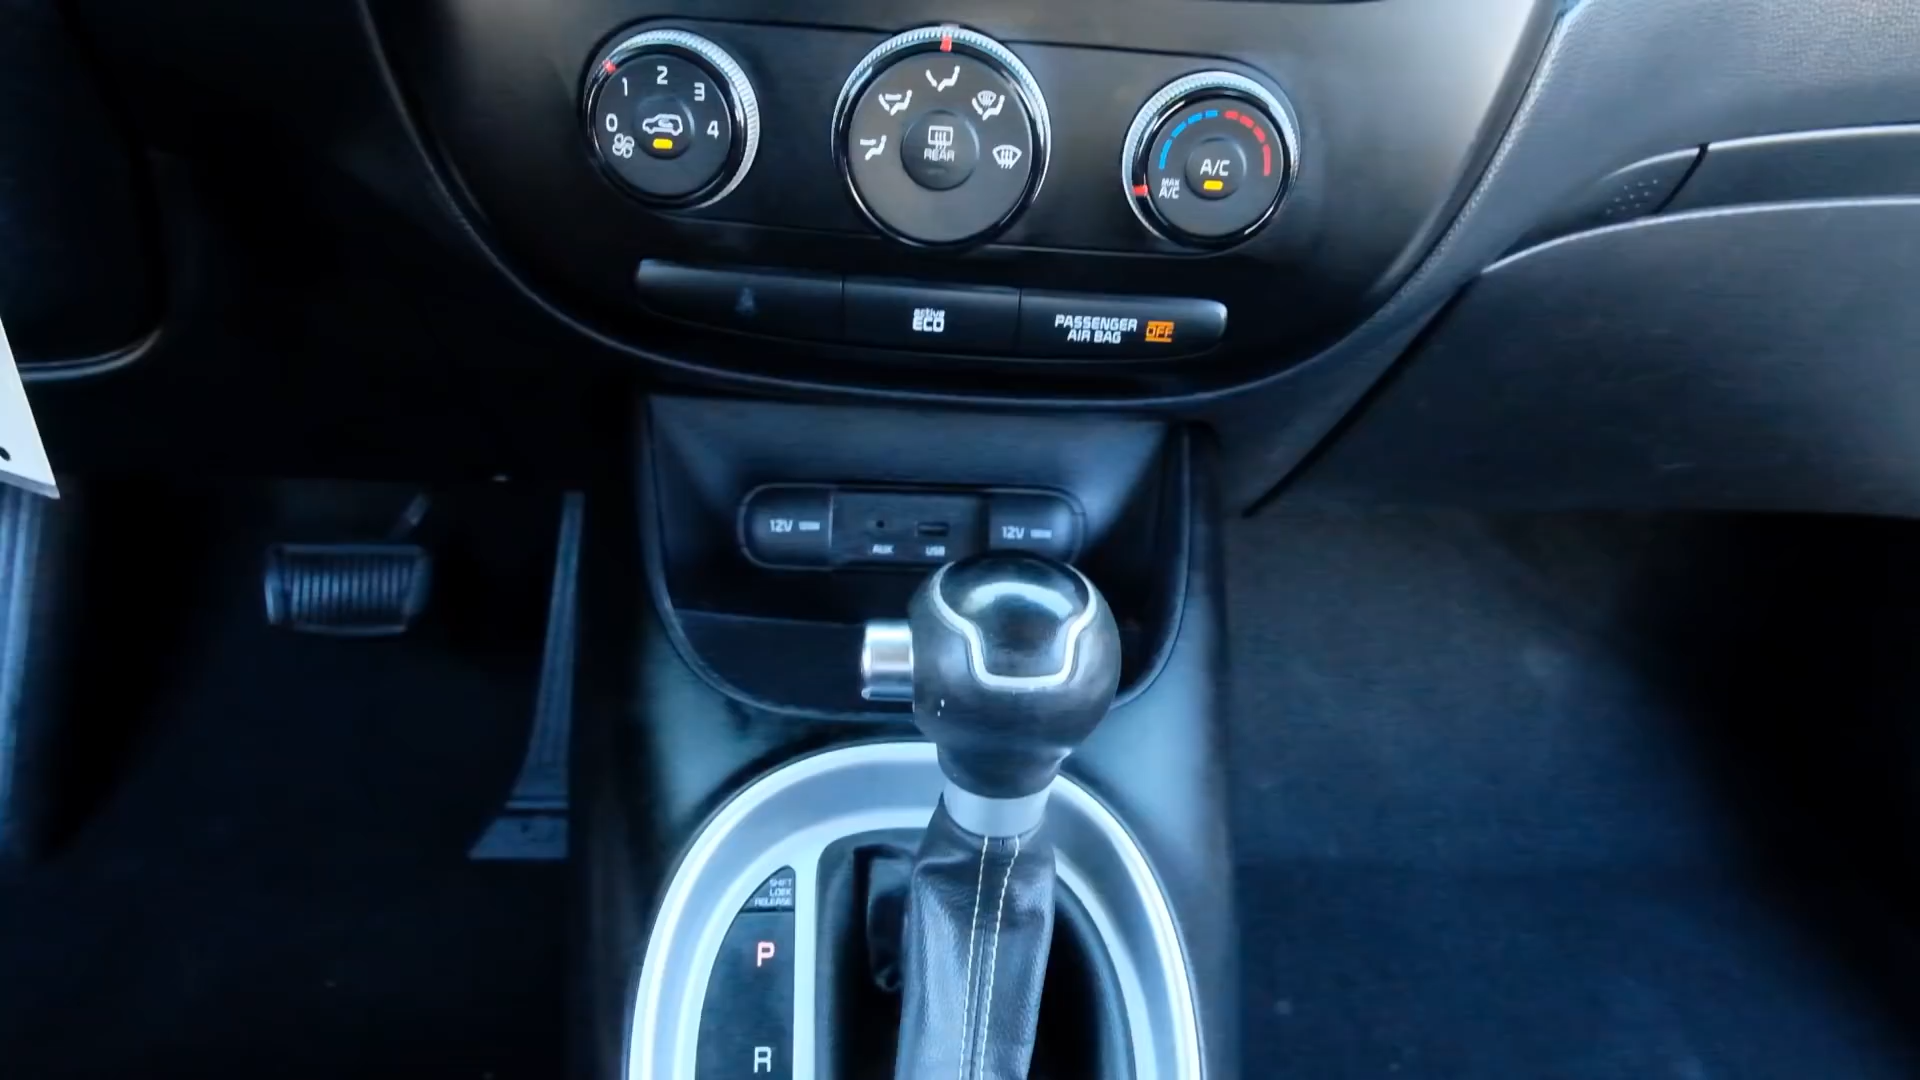 0 1 2 3 4
REAR
MAX
A/C
A/C
active
ECO
PASSENGER
AIR BAG OFF
12V
AUX
USB
12V
SHIFT
LOCK
RELEASE
P
R